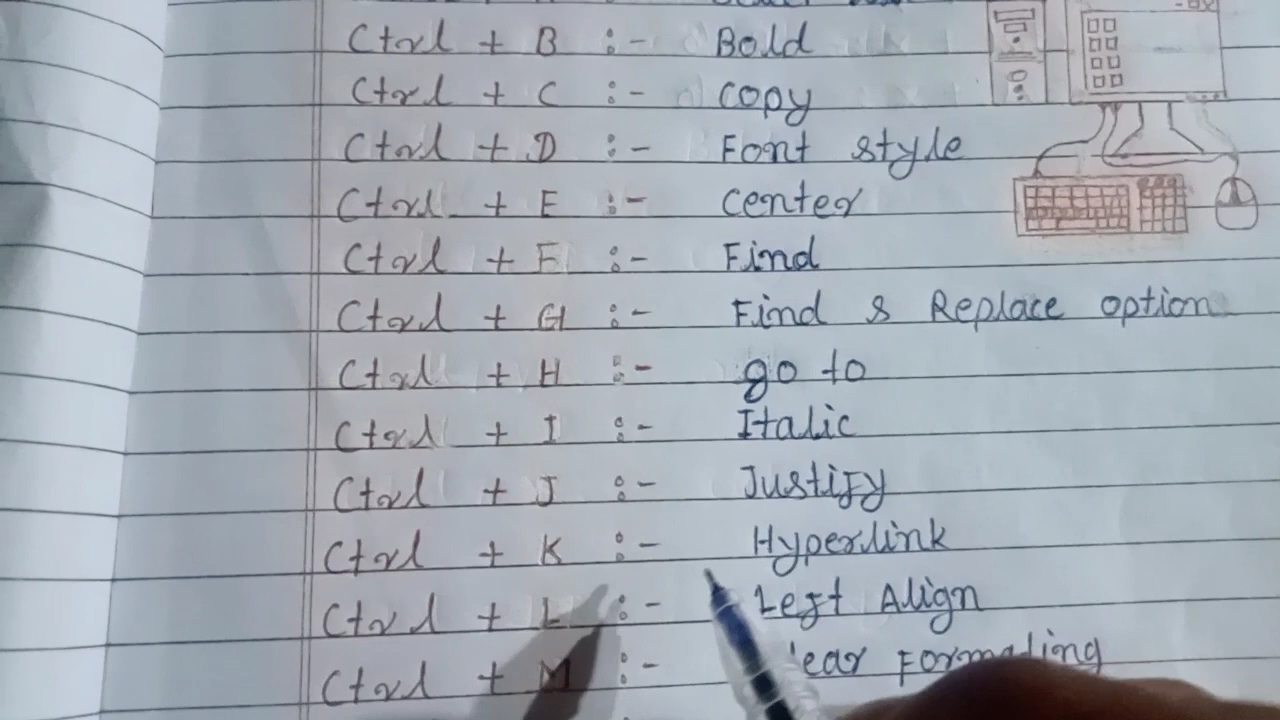 Ctrl + B :- Bold
Ctrl + C :- Copy
Ctrl + D :- Font style
Ctrl + E :- Center
Ctrl + F :- Find
Ctrl + G :- Find & Replace option
Ctrl + H :- go to
Ctrl + I :- Italic
Ctrl + J :- Justify
Ctrl + K :- Hyperlink
Ctrl + L :- Left Align
Ctrl + M :- Formating